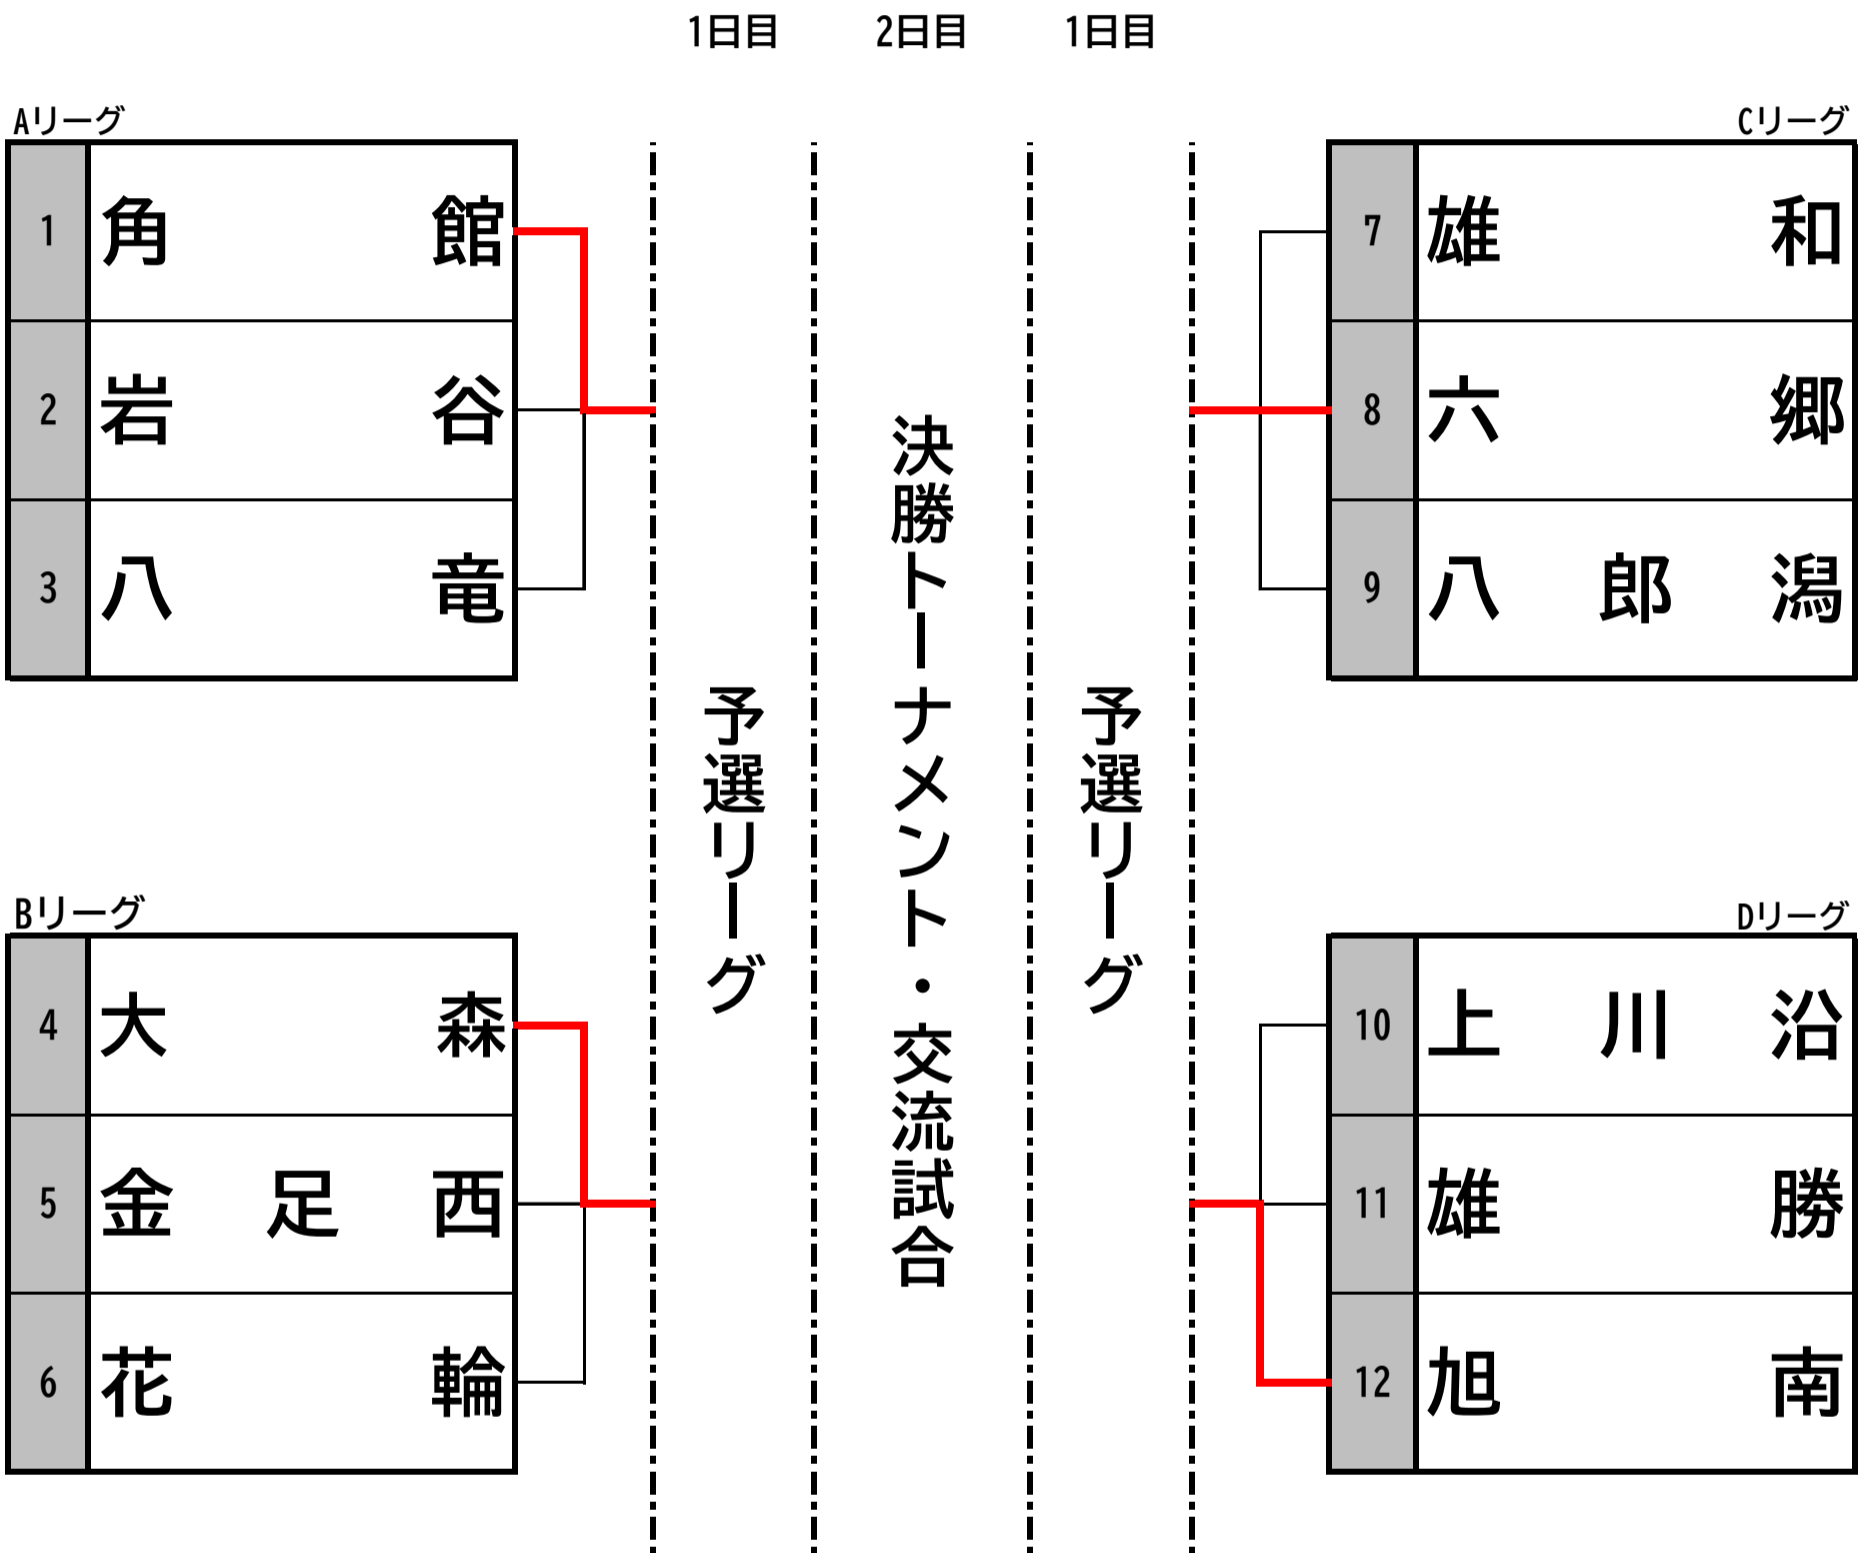 1日目 2日目 1日目
Aリーグ
1 角館
2 岩谷
3 八竜
Bリーグ
4 大森
5 金足西
6 花輪
予選リーグ
決勝トーナメント・交流試合
予選リーグ
Cリーグ
7 雄和
8 六郷
9 八郎潟
Dリーグ
10 上川沿
11 雄勝
12 旭南